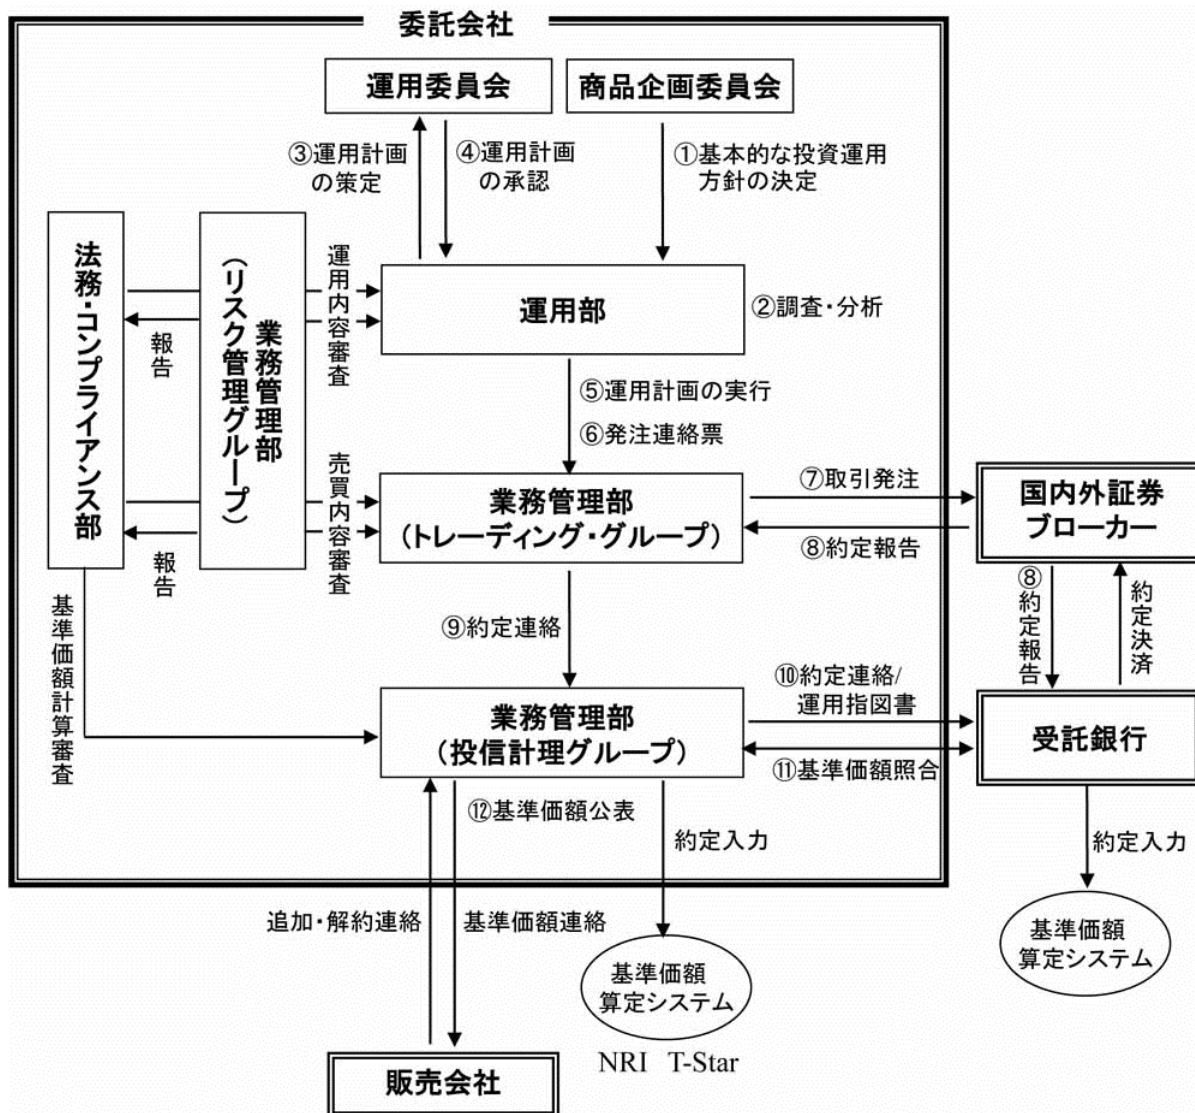 委託会社
運用委員会
商品企画委員会
③運用計画
の策定
④運用計画
の承認
①基本的な投資運用
方針の決定
法務・コンプライアンス部
業務管理部
（リスク管理グループ）
運用内容審査
報告
運用部
②調査・分析
⑤運用計画の実行
⑥発注連絡票
売買内容審査
報告
業務管理部
（トレーディング・グループ）
⑦取引発注
⑧約定報告
国内外証券
ブローカー
⑧約定報告
約定決済
基準価額計算審査
⑨約定連絡
業務管理部
（投信計理グループ）
⑩約定連絡/
運用指図書
⑪基準価額照合
受託銀行
⑫基準価額公表
約定入力
約定入力
追加・解約連絡
基準価額連絡
基準価額
算定システム
基準価額
算定システム
NRI T-Star
販売会社